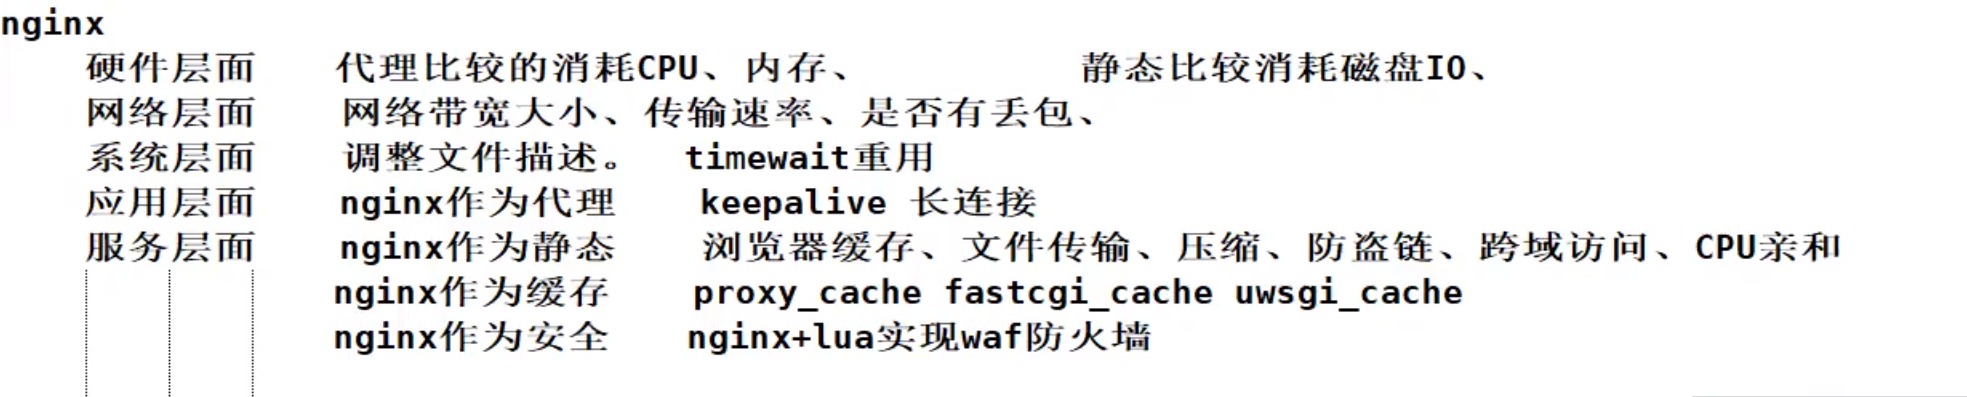 nginx
硬件层面 代理比较的消耗CPU、内存、 静态比较消耗磁盘IO、
网络层面 网络带宽大小、传输速率、是否有丢包、
系统层面 调整文件描述。 timewait重用
应用层面 nginx作为代理 keepalive 长连接
服务层面 nginx作为静态 浏览器缓存、文件传输、压缩、防盗链、跨域访问、CPU亲和
nginx作为缓存 proxy_cache fastcgi_cache uwsgi_cache
nginx作为安全 nginx+lua实现waf防火墙